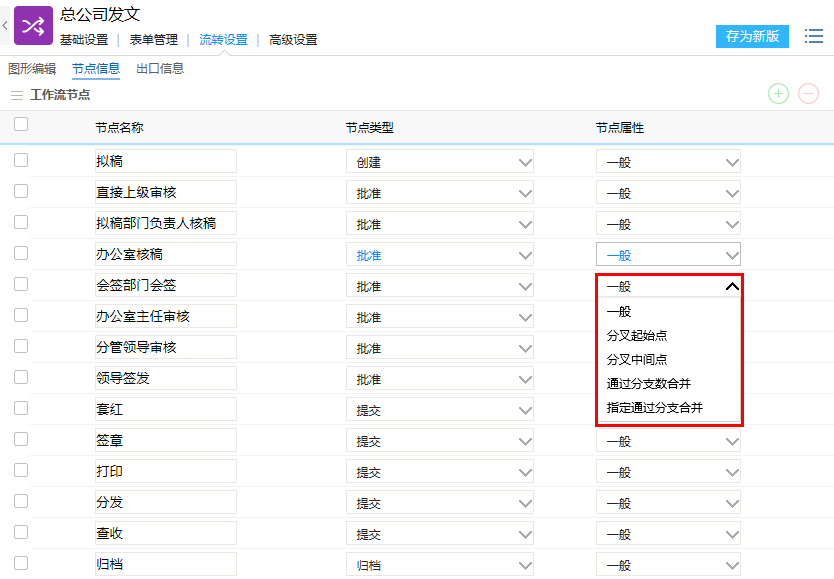 总公司发文
基础设置 | 表单管理 | 流转设置 | 高级设置
存为新版
图形编辑 节点信息 出口信息
工作流节点
节点名称 节点类型 节点属性
拟稿 创建 一般
直接上级审核 批准 一般
拟稿部门负责人核稿 批准 一般
办公室核稿 批准 一般
会签部门会签 批准 一般
办公室主任审核 批准 一般
分叉起始点
分管领导审核 批准 分叉中间点
领导签发 批准 通过分支数合并
套红 提交 指定通过分支合并
签章 提交 一般
打印 提交 一般
分发 提交 一般
查收 提交 一般
归档 归档 一般